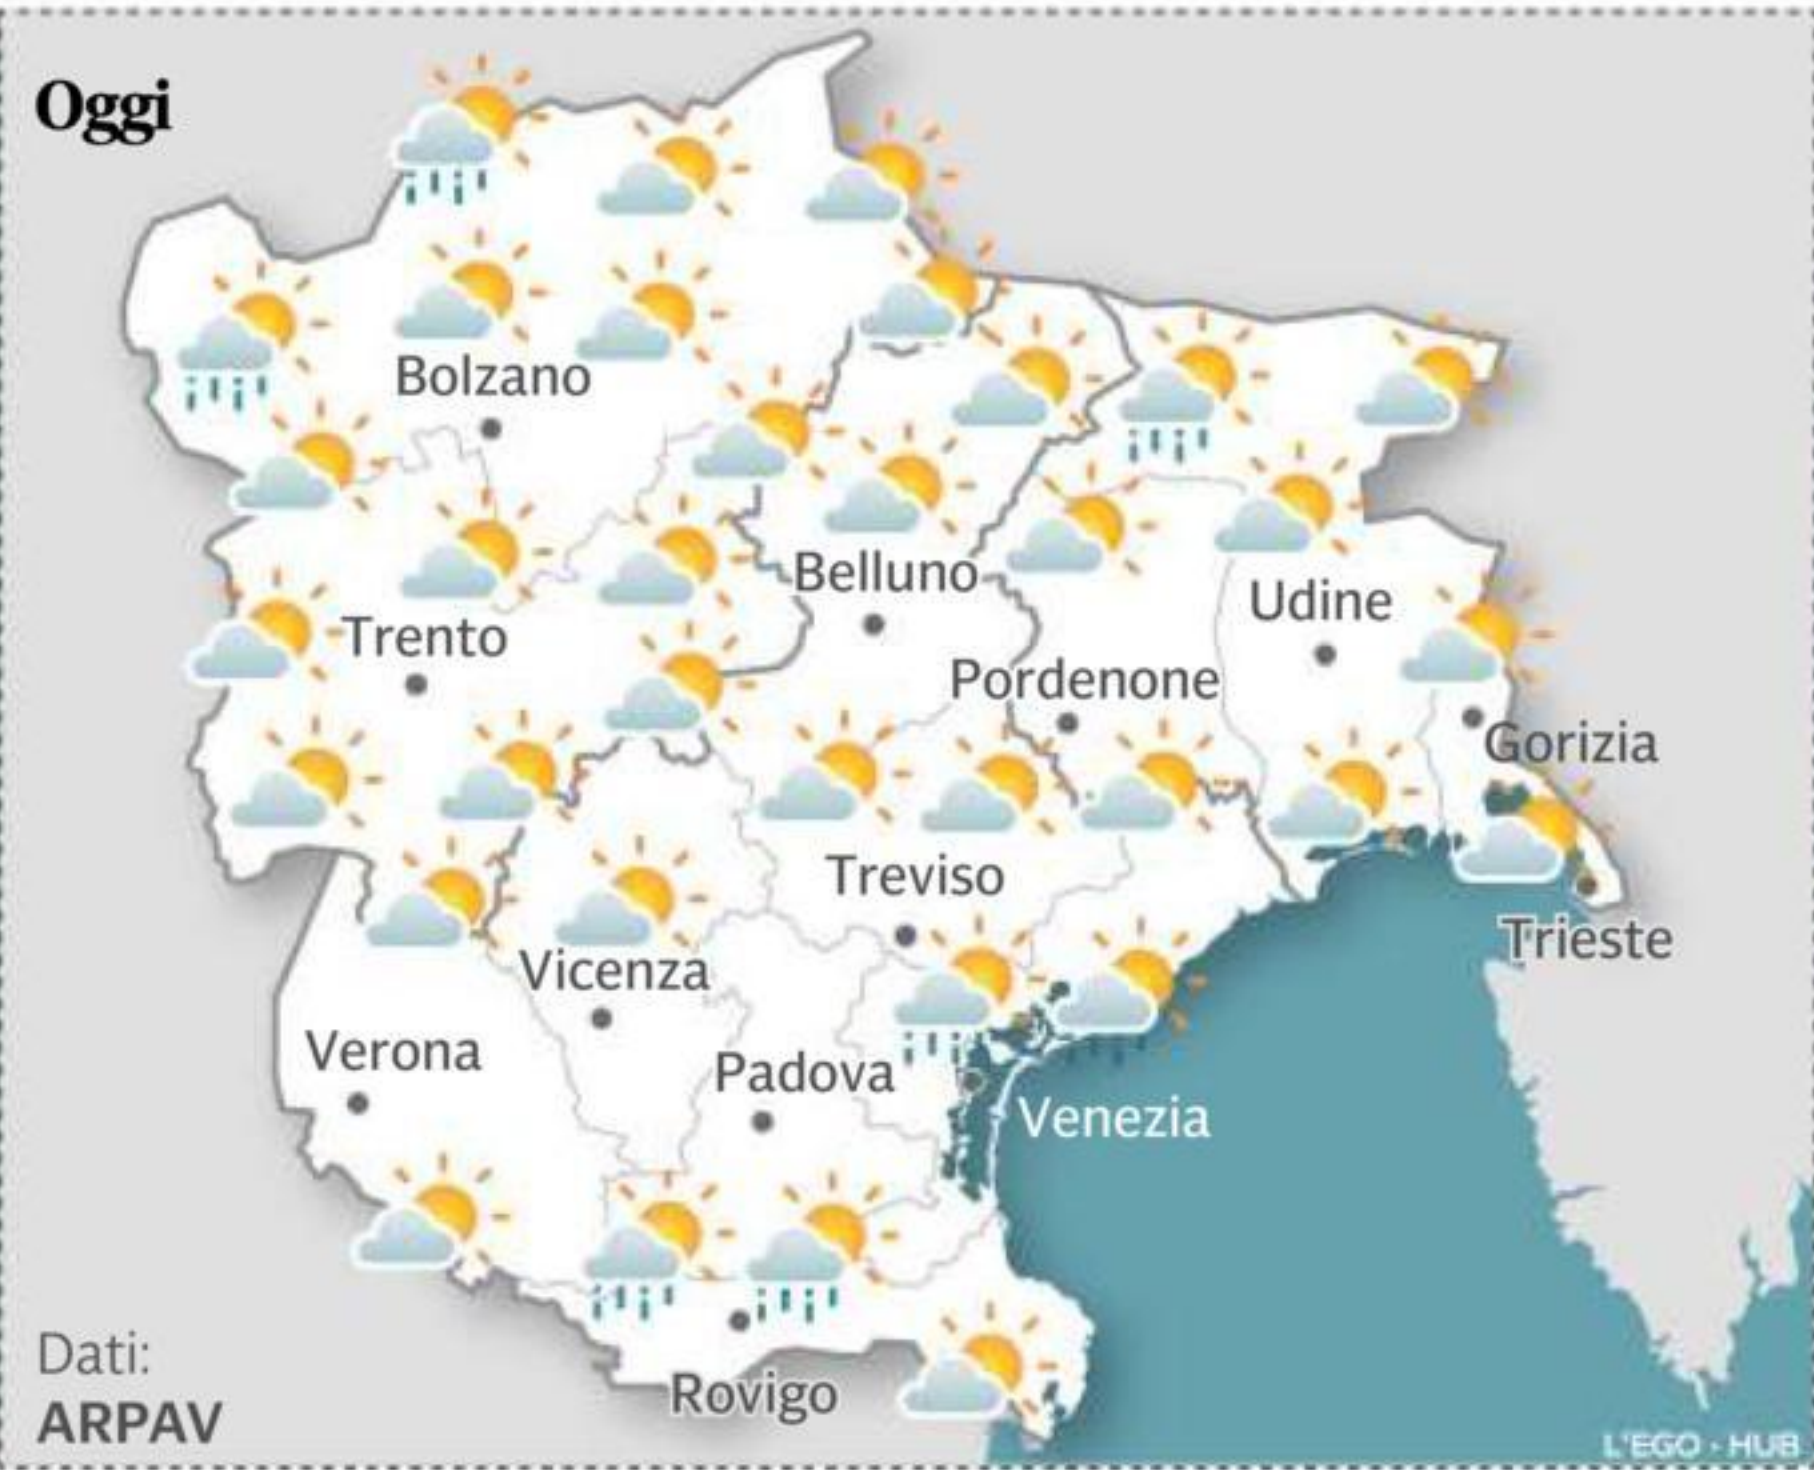 Oggi
Bolzano
Belluno
Udine
Trento
Pordenone
Gorizia
Treviso
Trieste
Vicenza
Verona
Padova
Venezia
Rovigo
Dati:
ARPAV
L'EGO - HUB